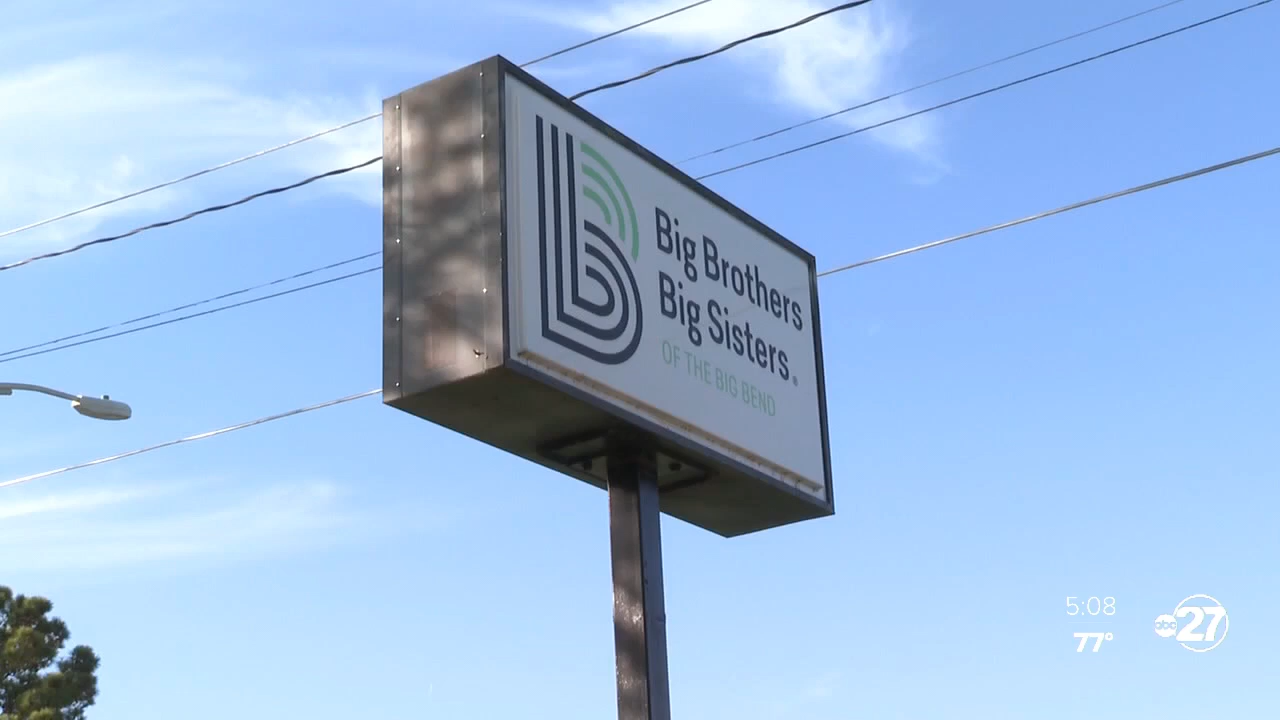 Big Brothers
Big Sisters®
OF THE BIG BEND
5:08
77°
abc 27